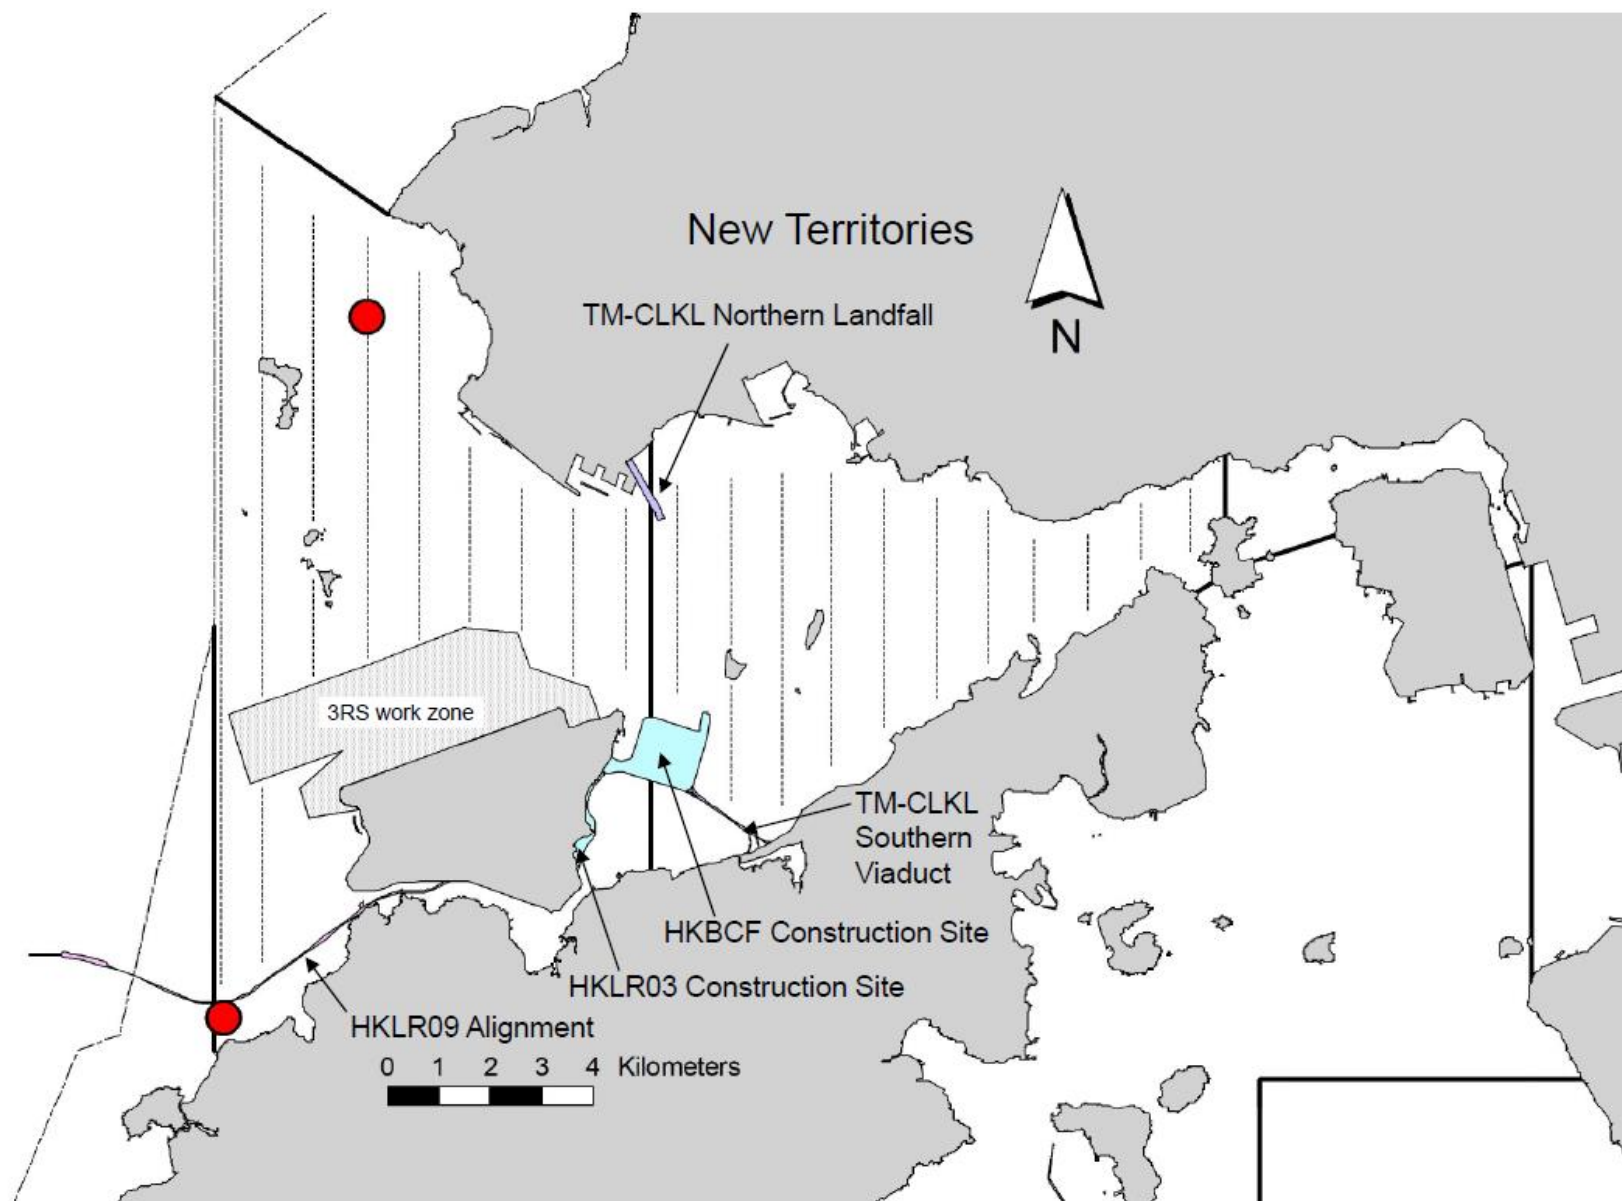 New Territories
TM-CLKL Northern Landfall
N
3RS work zone
TM-CLKL
Southern
Viaduct
HKBCF Construction Site
HKLR03 Construction Site
HKLR09 Alignment
0 1 2 3 4 Kilometers